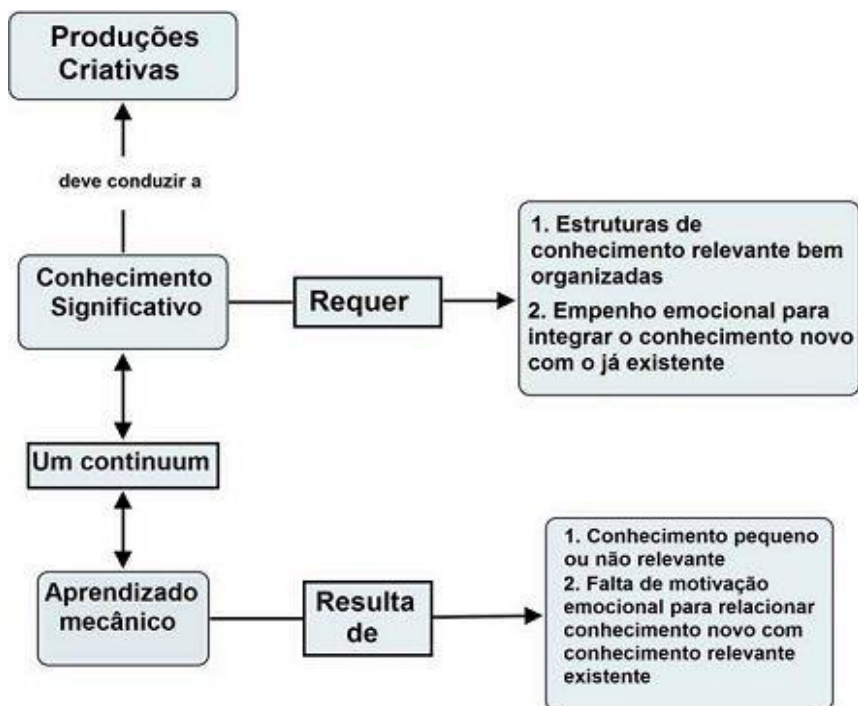 Produções
Criativas
deve conduzir a
Conhecimento
Significativo
Requer
1. Estruturas de
conhecimento relevante bem
organizadas
2. Empenho emocional para
integrar o conhecimento novo
com o já existente
Um continuum
Aprendizado
mecânico
Resulta
de
1. Conhecimento pequeno
ou não relevante
2. Falta de motivação
emocional para relacionar
conhecimento novo com
conhecimento relevante
existente